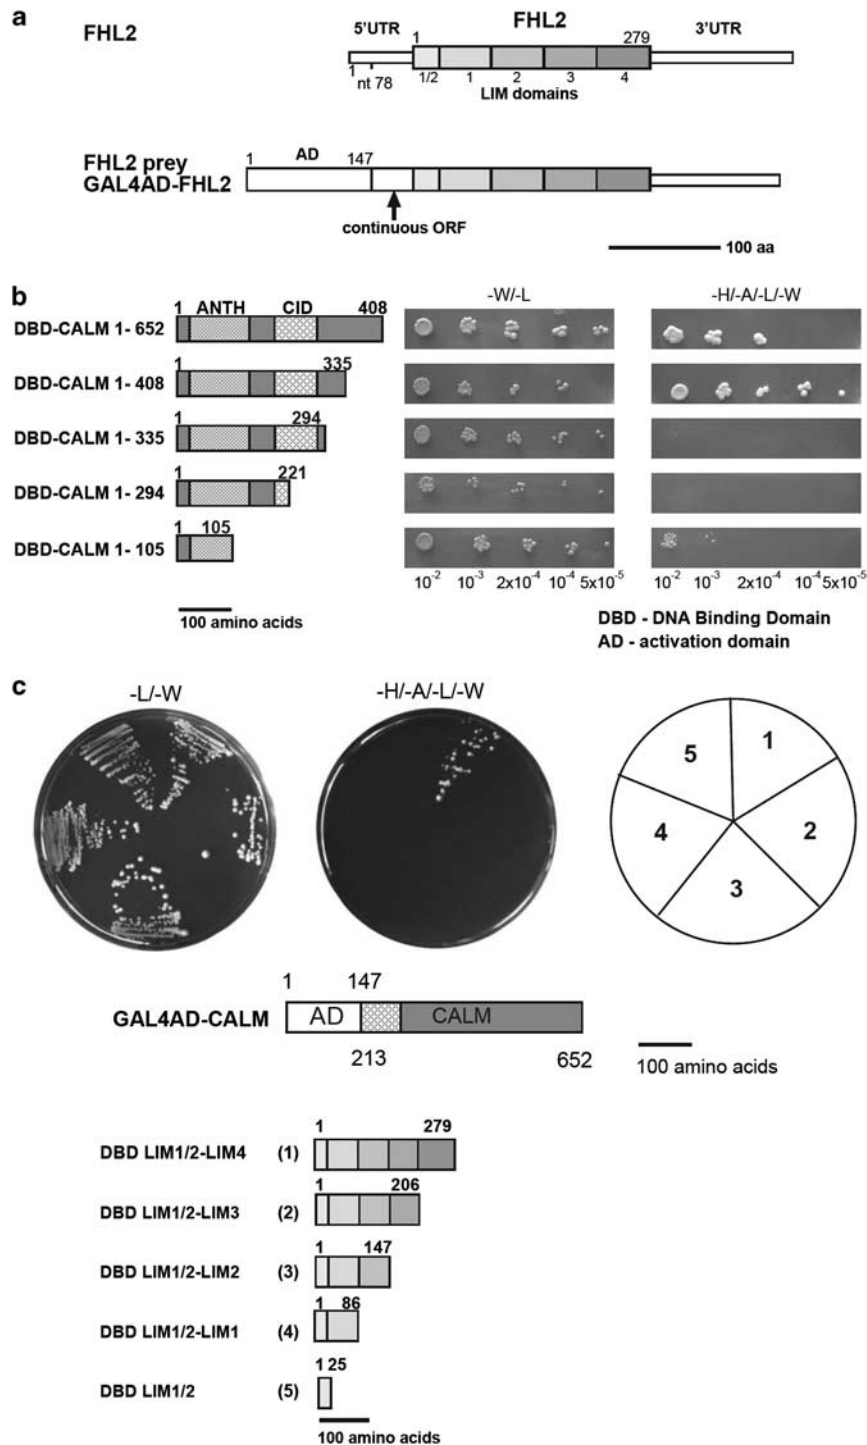 a
FHL2
5’UTR
FHL2
3’UTR
1
279
1
nt 78
1/2 1 2 3 4
LIM domains
FHL2 prey
GAL4AD-FHL2
1
AD
147
continuous ORF
100 aa
b
-W/-L
-H/-A/-L/-W
1 ANTH CID 408
DBD-CALM 1- 652
335
DBD-CALM 1- 408
1
294
DBD-CALM 1- 335
1
221
DBD-CALM 1- 294
1 105
DBD-CALM 1- 105
10⁻² 10⁻³ 2x10⁻⁴ 10⁻⁴ 5x10⁻⁵
10⁻² 10⁻³ 2x10⁻⁴ 10⁻⁴ 5x10⁻⁵
100 amino acids
DBD - DNA Binding Domain
AD - activation domain
c
-L/-W
-H/-A/-L/-W
5 1
4 2
3
1 147
GAL4AD-CALM AD CALM
213 652
100 amino acids
1 279
DBD LIM1/2-LIM4 (1)
1 206
DBD LIM1/2-LIM3 (2)
1 147
DBD LIM1/2-LIM2 (3)
1 86
DBD LIM1/2-LIM1 (4)
1 25
DBD LIM1/2 (5)
100 amino acids